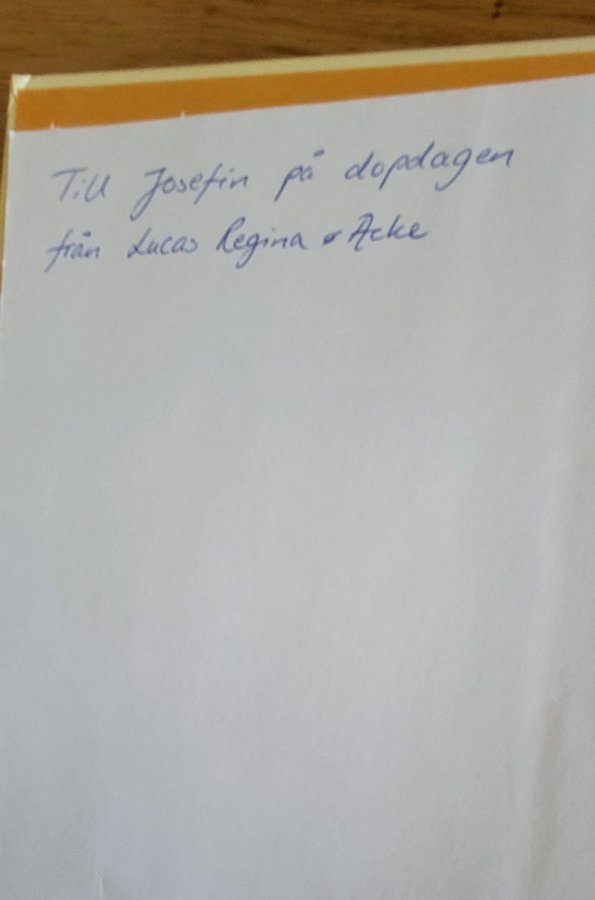 Till Josefin på dopdagen
från Lucas Regina & Acke